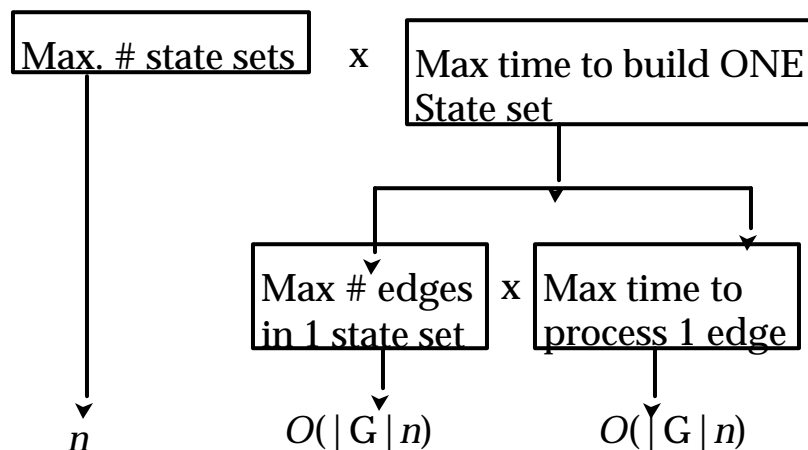 Max. # state sets x Max time to build ONE
State set
Max # edges x Max time to
in 1 state set process 1 edge
n O(|G|n) O(|G|n)